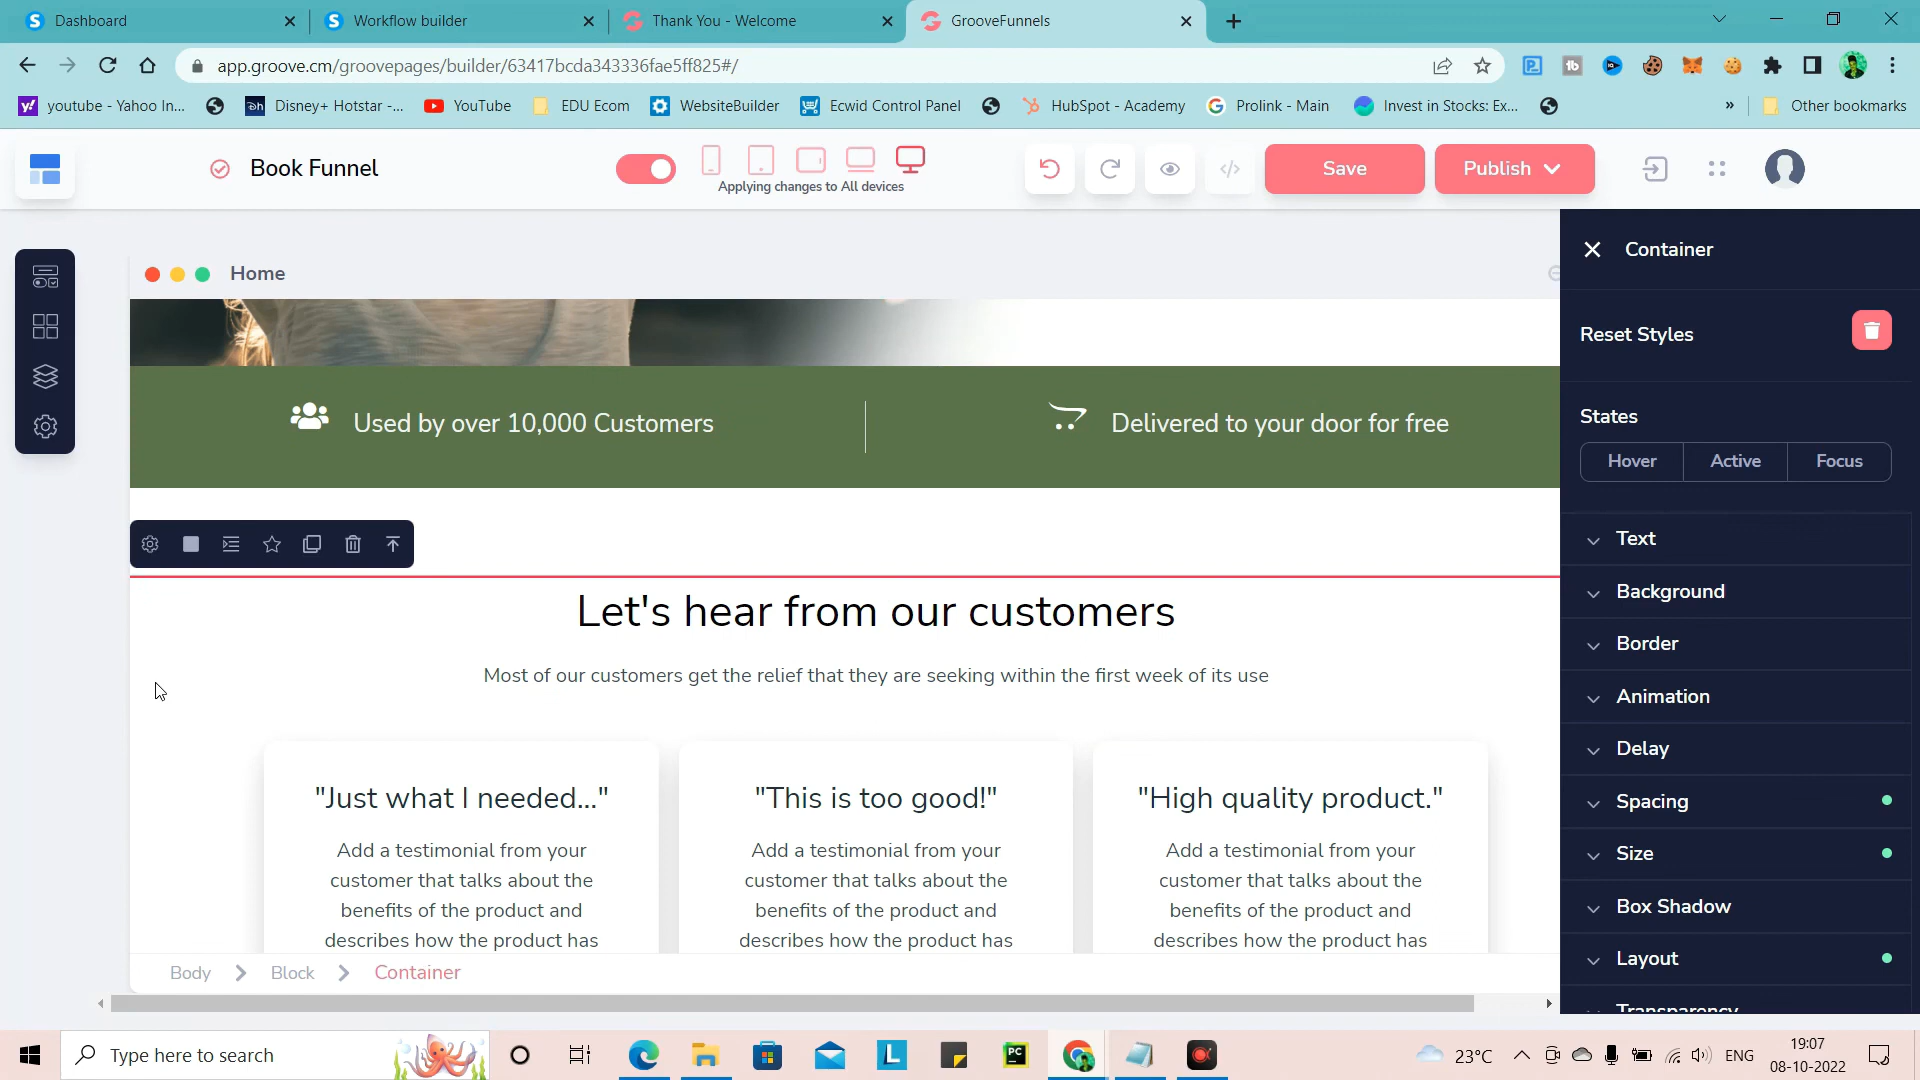 Dashboard
Workflow builder
Thank You - Welcome
GrooveFunnels
app.groove.cm/groovepages/builder/63417bcda343336fae5ff825#/
youtube - Yahoo In...
Disney+ Hotstar -...
YouTube
EDU Ecom
WebsiteBuilder
Ecwid Control Panel
HubSpot - Academy
Prolink - Main
Invest in Stocks: Ex...
»
Other bookmarks
Book Funnel
Applying changes to All devices
Save
Publish
Home
Used by over 10,000 Customers
Delivered to your door for free
Let's hear from our customers
Most of our customers get the relief that they are seeking within the first week of its use
"Just what I needed..."
Add a testimonial from your
customer that talks about the
benefits of the product and
describes how the product has
"This is too good!"
Add a testimonial from your
customer that talks about the
benefits of the product and
describes how the product has
"High quality product."
Add a testimonial from your
customer that talks about the
benefits of the product and
describes how the product has
Body
Block
Container
Container
Reset Styles
States
Hover
Active
Focus
Text
Background
Border
Animation
Delay
Spacing
Size
Box Shadow
Layout
Transparency
Type here to search
23°C
ENG
19:07
08-10-2022